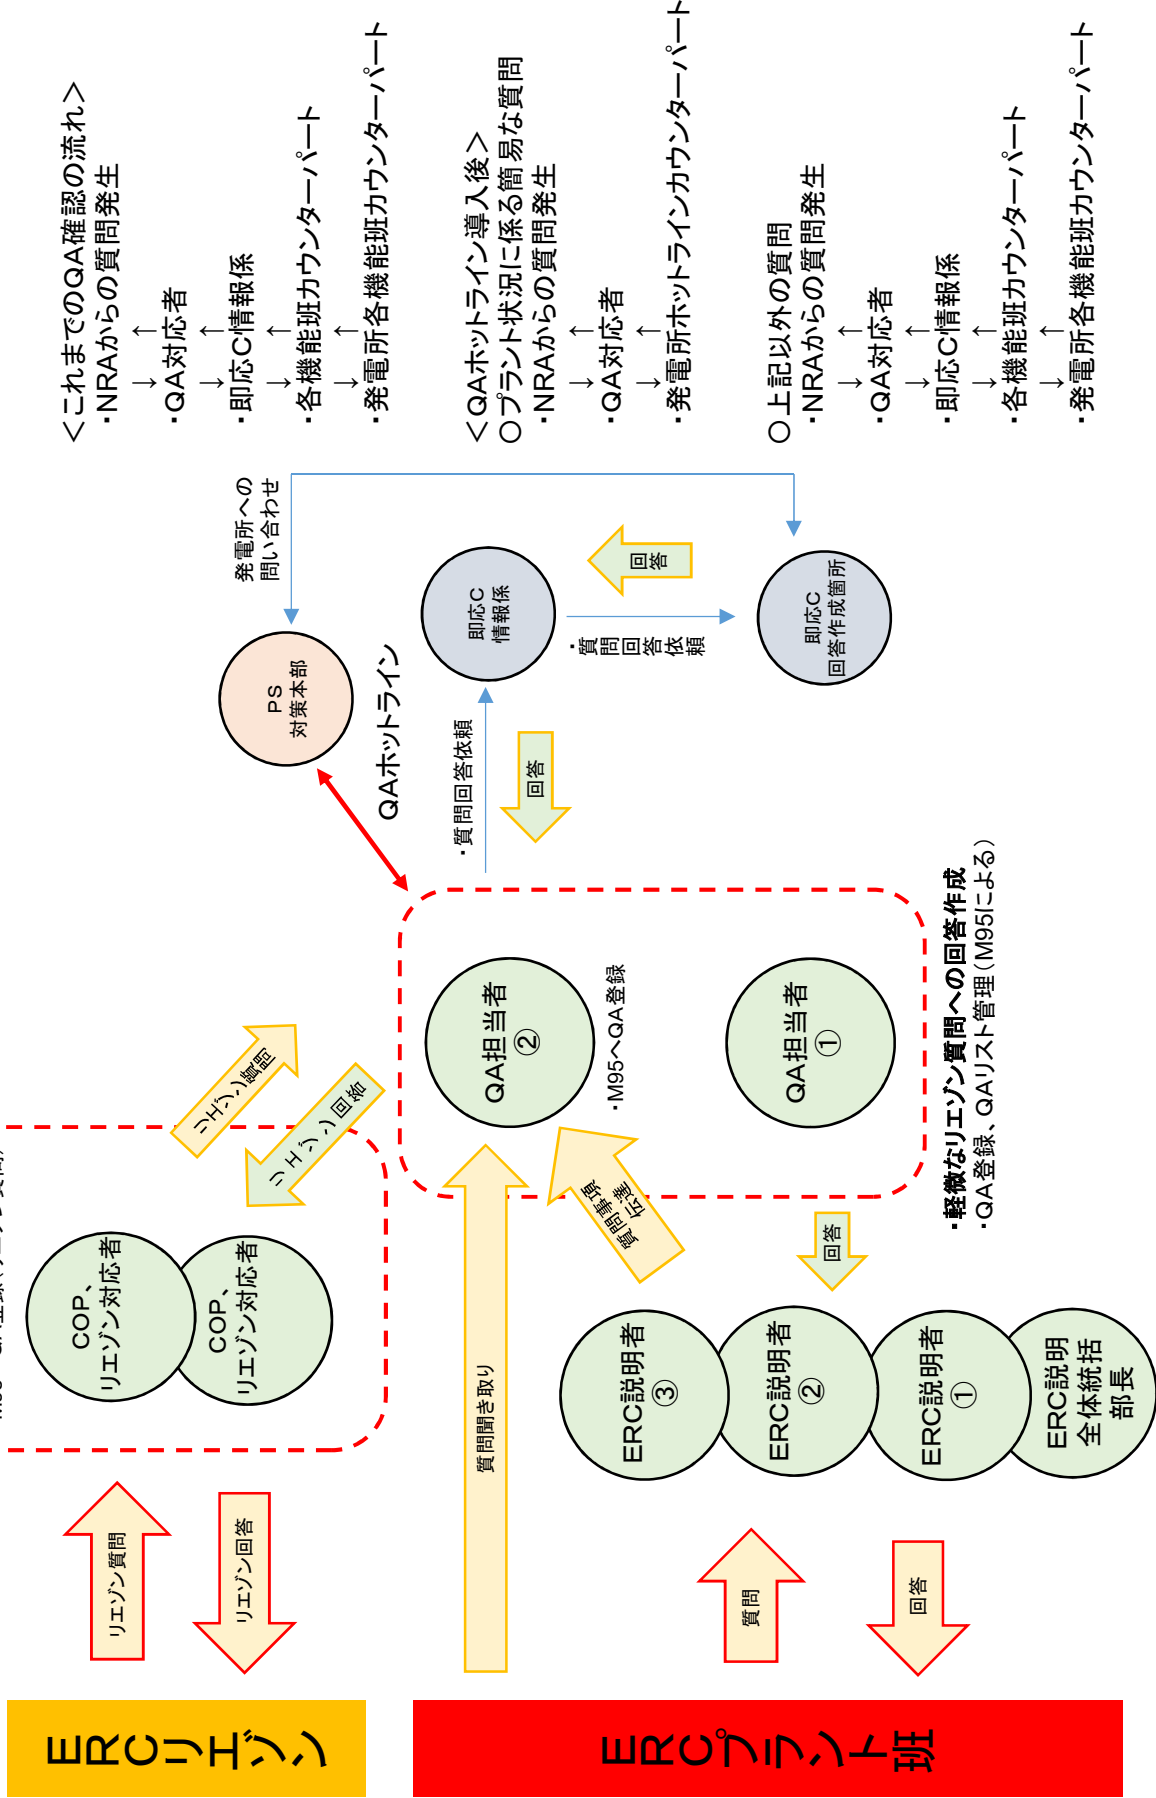 ERCリエゾン
リエゾン質問
リエゾン回答
COP、
リエゾン対応者
COP、
リエゾン対応者
リエゾン質問
リエゾン回答
ERCプラント班
質問聞き取り
質問
回答
ERC説明者
③
ERC説明者
②
ERC説明者
①
ERC説明
全体統括
部長
質問事項
伝達
回答
QA担当者
②
・M95へQA登録
QA担当者
①
・軽微なリエゾン質問への回答作成
・QA登録、QAリスト管理(M95による)
QAホットライン
PS
対策本部
発電所への
問い合わせ
・質問回答依頼
回答
即応C
情報係
・質問回答依頼
回答
即応C
回答作成箇所
＜これまでのQA確認の流れ＞
・NRAからの質問発生
↓ ↑
・QA対応者
↓ ↑
・即応C情報係
↓ ↑
・各機能班カウンターパート
↓ ↑
・発電所各機能班カウンターパート
＜QAホットライン導入後＞
○プラント状況に係る簡易な質問
・NRAからの質問発生
↓ ↑
・QA対応者
↓ ↑
・発電所ホットラインカウンターパート
○上記以外の質問
・NRAからの質問発生
↓ ↑
・QA対応者
↓ ↑
・即応C情報係
↓ ↑
・各機能班カウンターパート
↓ ↑
・発電所各機能班カウンターパート